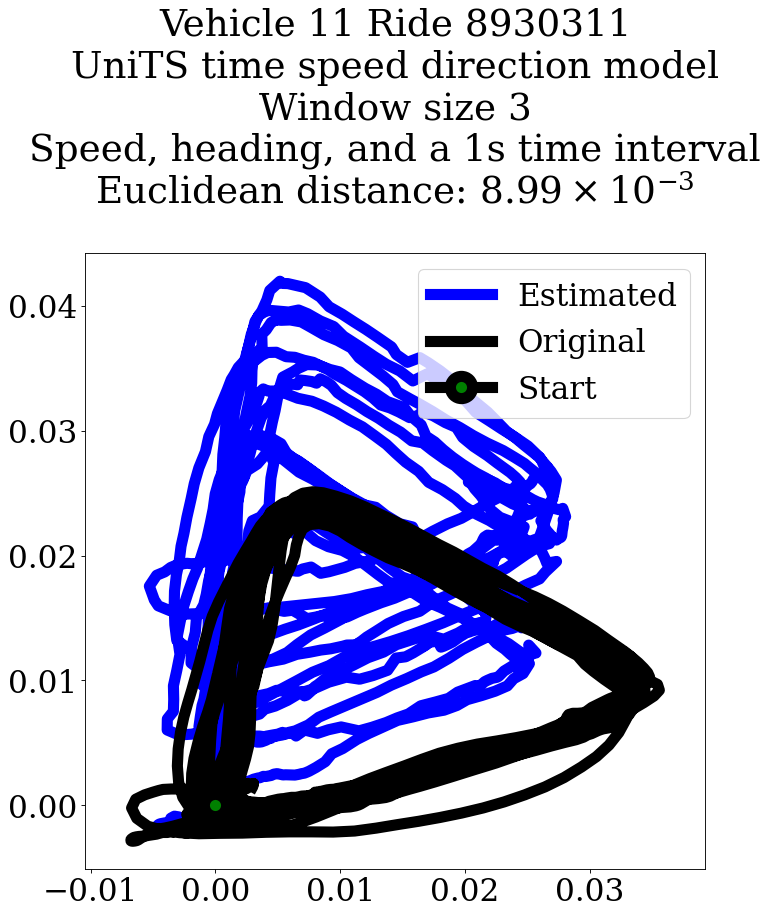 Vehicle 11 Ride 8930311
UniTS time speed direction model
Window size 3
Speed, heading, and a 1s time interval
Euclidean distance: 8.99 × 10⁻³
Estimated
Original
Start
0.04
0.03
0.02
0.01
0.00
−0.01 0.00 0.01 0.02 0.03